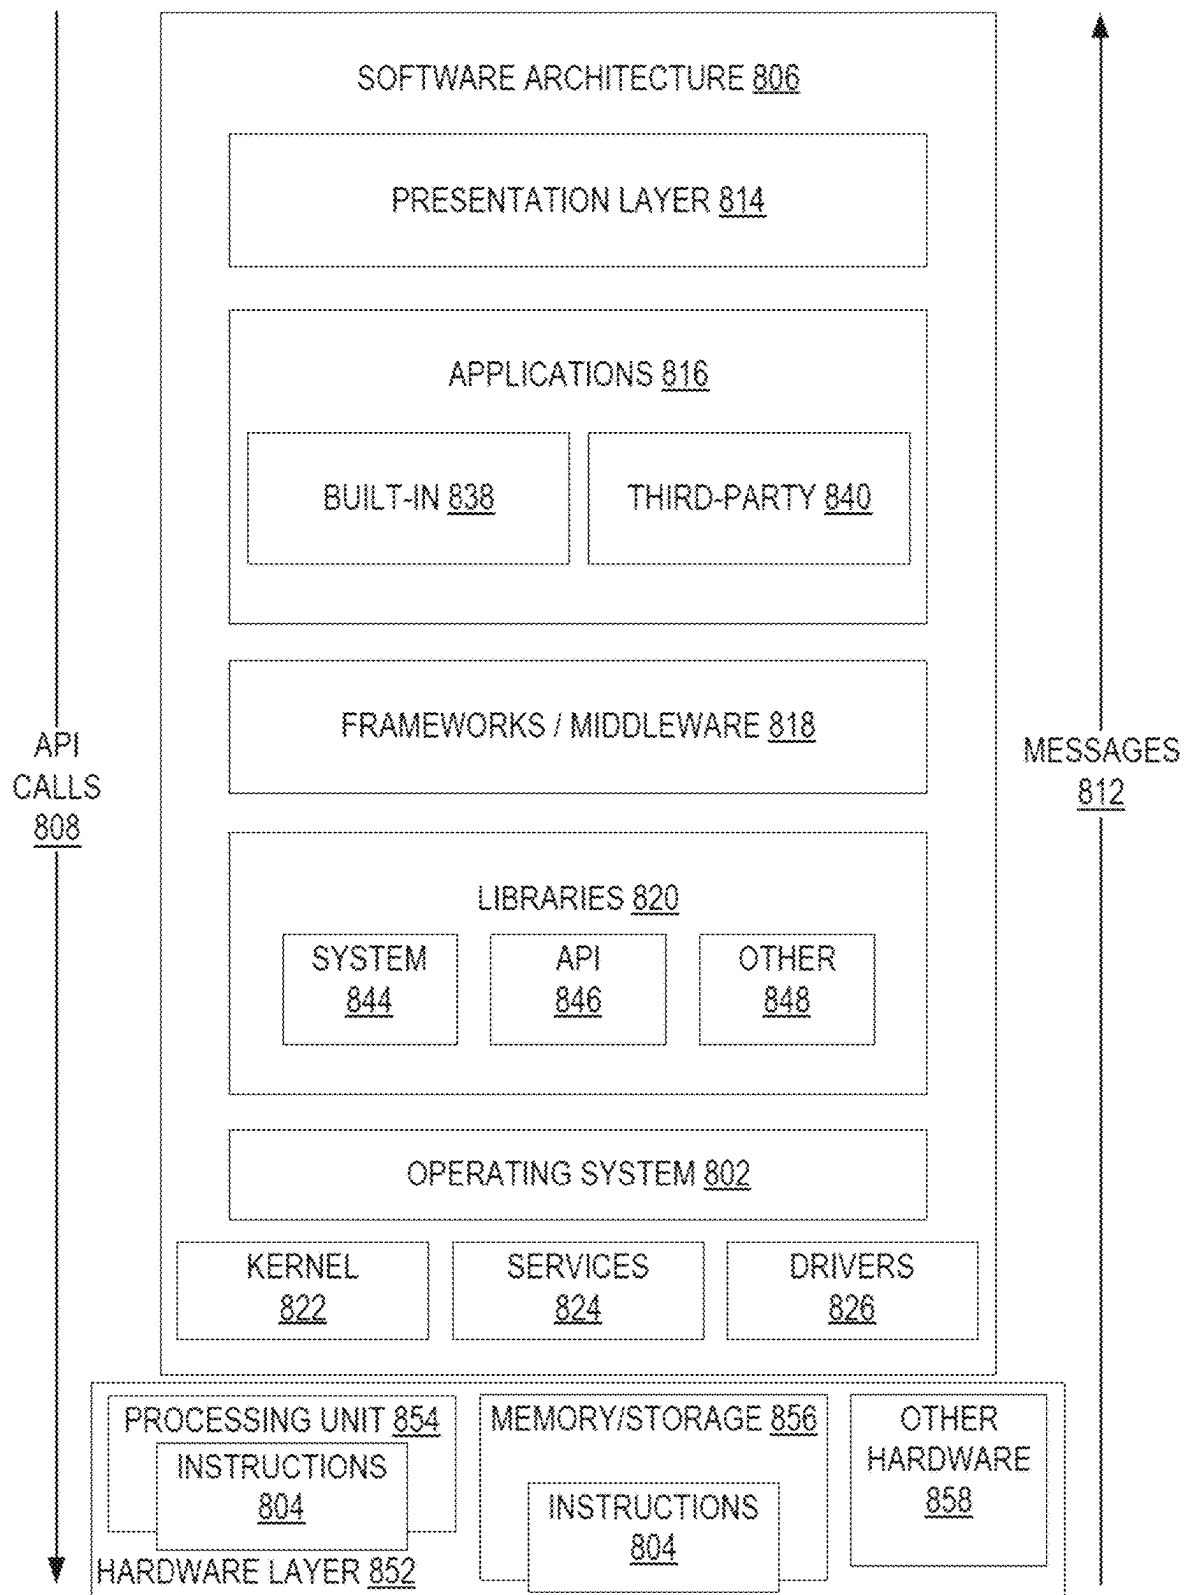 SOFTWARE ARCHITECTURE 806
PRESENTATION LAYER 814
APPLICATIONS 816
BUILT-IN 838
THIRD-PARTY 840
FRAMEWORKS / MIDDLEWARE 818
API
CALLS
808
MESSAGES
812
LIBRARIES 820
SYSTEM
844
API
846
OTHER
848
OPERATING SYSTEM 802
KERNEL
822
SERVICES
824
DRIVERS
826
PROCESSING UNIT 854
INSTRUCTIONS
804
MEMORY/STORAGE 856
INSTRUCTIONS
804
OTHER
HARDWARE
858
HARDWARE LAYER 852